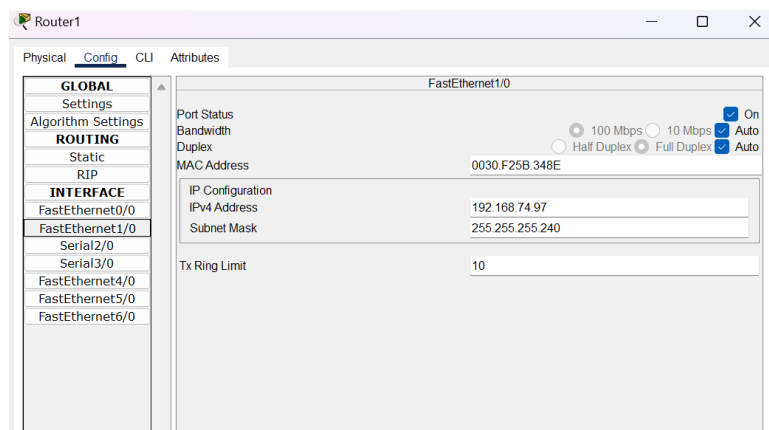 Router1
Physical Config CLI Attributes
GLOBAL
Settings
Algorithm Settings
ROUTING
Static
RIP
INTERFACE
FastEthernet0/0
FastEthernet1/0
Serial2/0
Serial3/0
FastEthernet4/0
FastEthernet5/0
FastEthernet6/0
FastEthernet1/0
Port Status On
Bandwidth 100 Mbps 10 Mbps Auto
Duplex Half Duplex Full Duplex Auto
MAC Address 0030.F25B.348E
IP Configuration
IPv4 Address 192.168.74.97
Subnet Mask 255.255.255.240
Tx Ring Limit 10